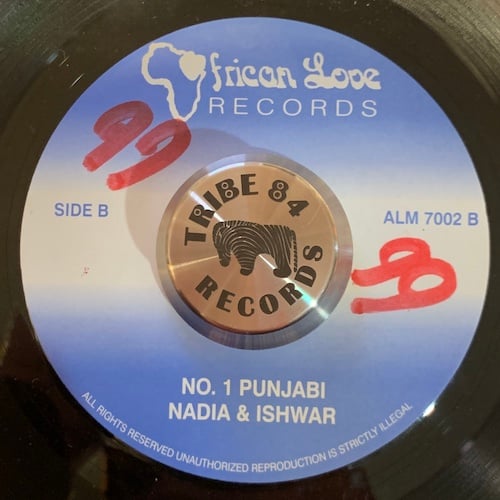 African Love
RECORDS
99
SIDE B
TRIBE 84
RECORDS
ALM 7002 B
99
NO. 1 PUNJABI
NADIA & ISHWAR
ALL RIGHTS RESERVED UNAUTHORIZED REPRODUCTION IS STRICTLY ILLEGAL